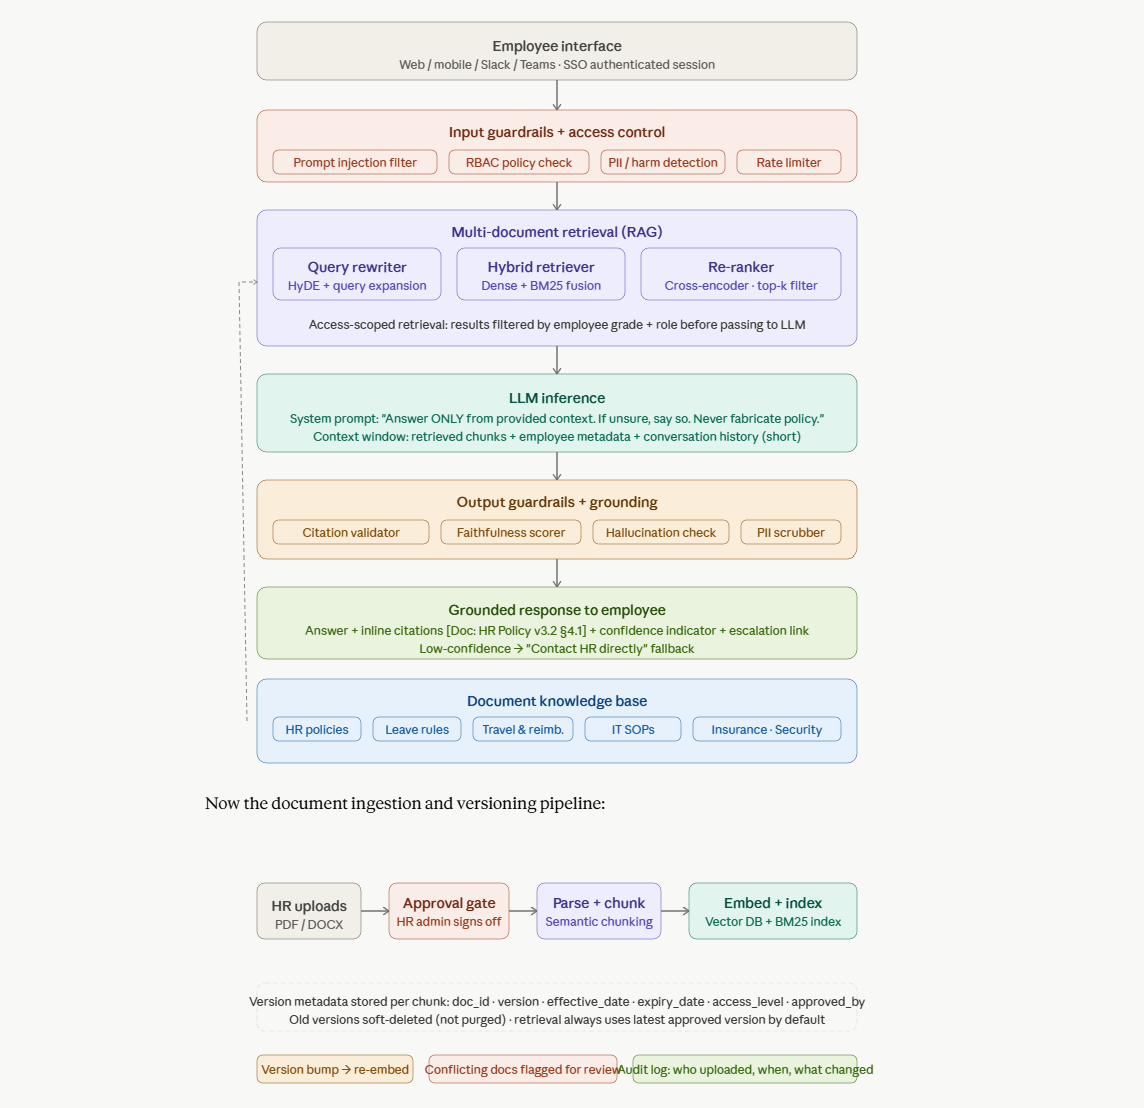 Employee interface
Web / mobile / Slack / Teams · SSO authenticated session
Input guardrails + access control
Prompt injection filter
RBAC policy check
PII / harm detection
Rate limiter
Multi-document retrieval (RAG)
Query rewriter
HyDE + query expansion
Hybrid retriever
Dense + BM25 fusion
Re-ranker
Cross-encoder · top-k filter
Access-scoped retrieval: results filtered by employee grade + role before passing to LLM
LLM inference
System prompt: "Answer ONLY from provided context. If unsure, say so. Never fabricate policy."
Context window: retrieved chunks + employee metadata + conversation history (short)
Output guardrails + grounding
Citation validator
Faithfulness scorer
Hallucination check
PII scrubber
Grounded response to employee
Answer + inline citations [Doc: HR Policy v3.2 §4.1] + confidence indicator + escalation link
Low-confidence → "Contact HR directly" fallback
Document knowledge base
HR policies
Leave rules
Travel & reimb.
IT SOPs
Insurance · Security
Now the document ingestion and versioning pipeline:
HR uploads
PDF / DOCX
Approval gate
HR admin signs off
Parse + chunk
Semantic chunking
Embed + index
Vector DB + BM25 index
Version metadata stored per chunk: doc_id · version · effective_date · expiry_date · access_level · approved_by
Old versions soft-deleted (not purged) · retrieval always uses latest approved version by default
Version bump → re-embed
Conflicting docs flagged for review
Audit log: who uploaded, when, what changed